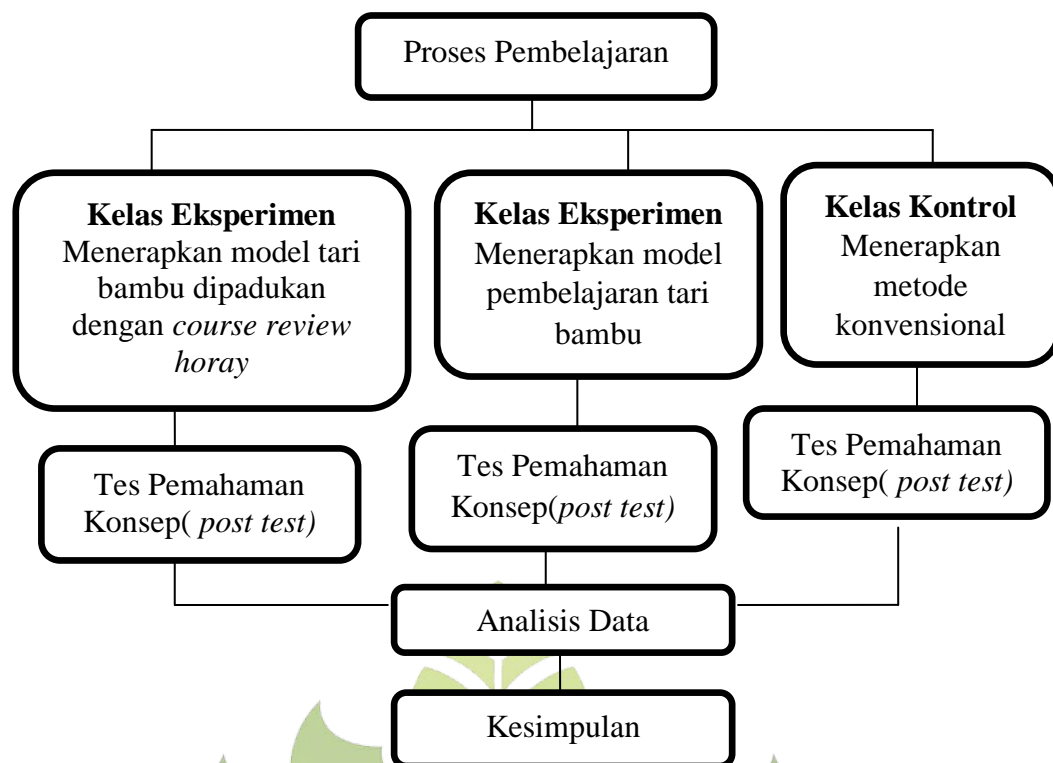 Proses Pembelajaran
Kelas Eksperimen
Menerapkan model tari
bambu dipadukan
dengan course review
horay
Kelas Eksperimen
Menerapkan model
pembelajaran tari
bambu
Kelas Kontrol
Menerapkan
metode
konvensional
Tes Pemahaman
Konsep( post test)
Tes Pemahaman
Konsep(post test)
Tes Pemahaman
Konsep( post test)
Analisis Data
Kesimpulan